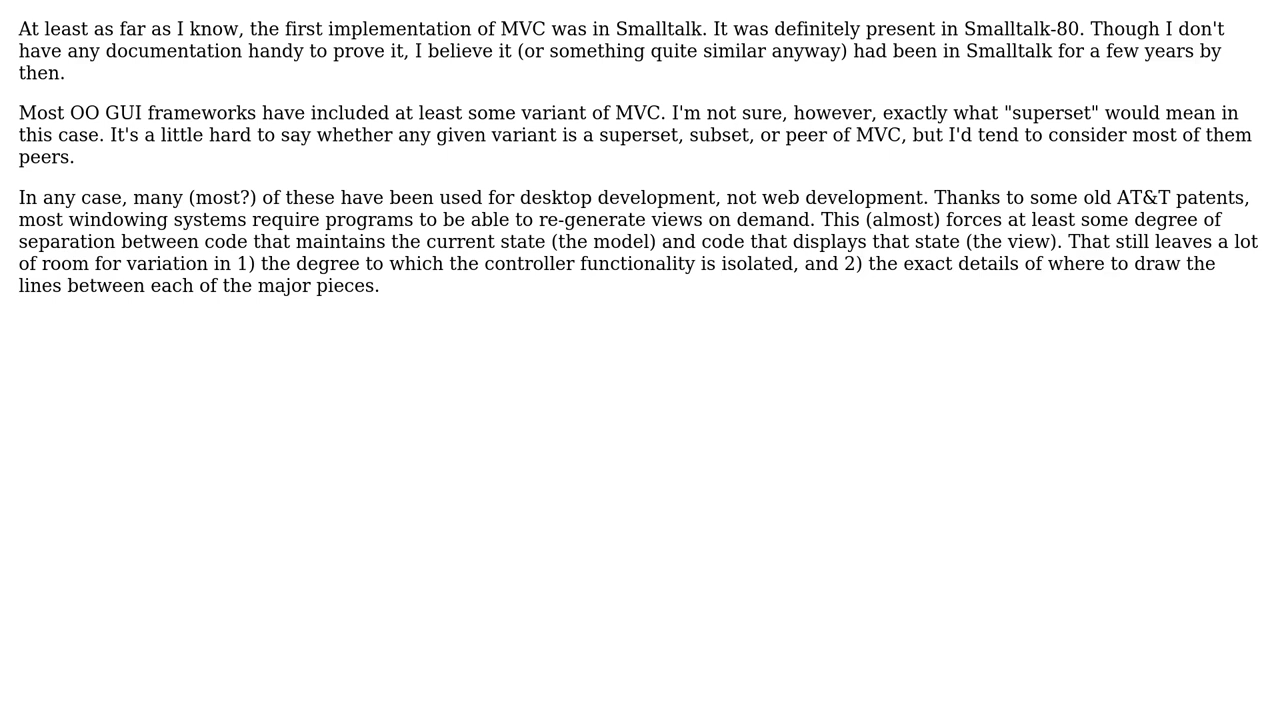 At least as far as I know, the first implementation of MVC was in Smalltalk. It was definitely present in Smalltalk-80. Though I don't
have any documentation handy to prove it, I believe it (or something quite similar anyway) had been in Smalltalk for a few years by
then.
Most OO GUI frameworks have included at least some variant of MVC. I'm not sure, however, exactly what "superset" would mean in
this case. It's a little hard to say whether any given variant is a superset, subset, or peer of MVC, but I'd tend to consider most of them
peers.
In any case, many (most?) of these have been used for desktop development, not web development. Thanks to some old AT&T patents,
most windowing systems require programs to be able to re-generate views on demand. This (almost) forces at least some degree of
separation between code that maintains the current state (the model) and code that displays that state (the view). That still leaves a lot
of room for variation in 1) the degree to which the controller functionality is isolated, and 2) the exact details of where to draw the
lines between each of the major pieces.